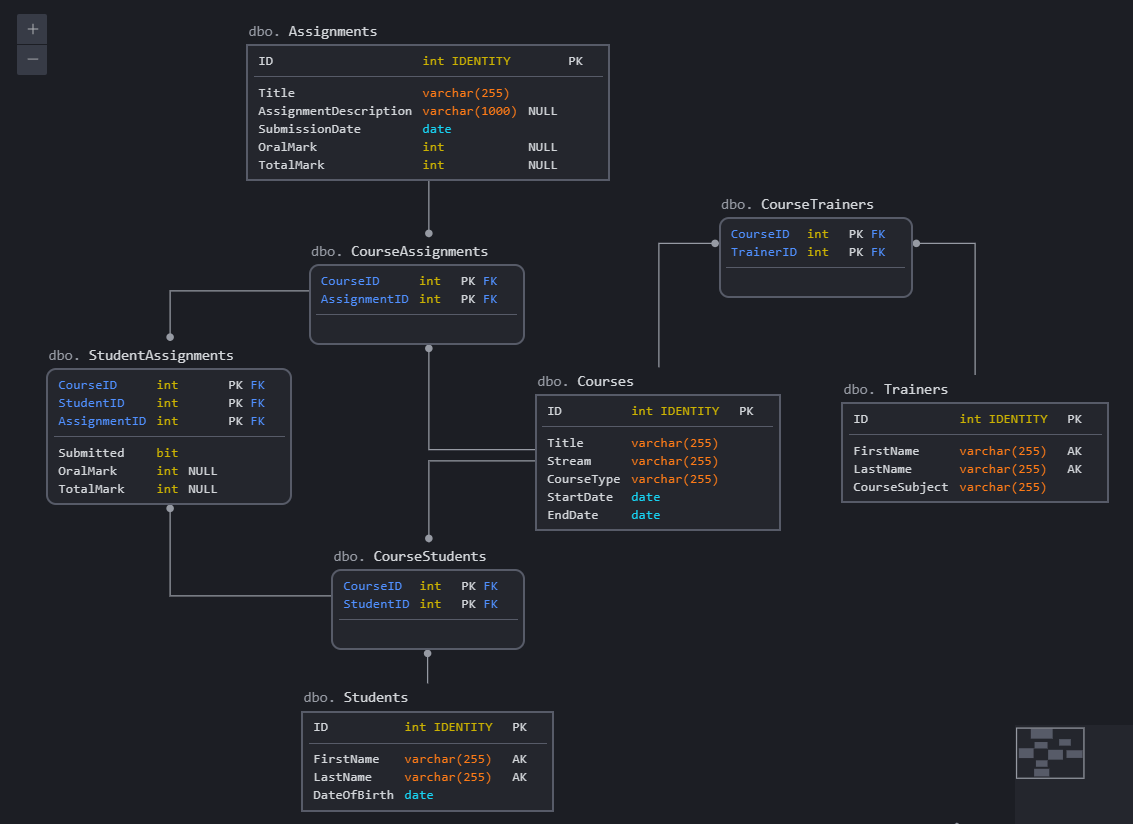 +
−
dbo. Assignments
ID int IDENTITY PK
Title varchar(255)
AssignmentDescription varchar(1000) NULL
SubmissionDate date
OralMark int NULL
TotalMark int NULL
dbo. CourseTrainers
CourseID int PK FK
TrainerID int PK FK
dbo. CourseAssignments
CourseID int PK FK
AssignmentID int PK FK
dbo. StudentAssignments
CourseID int PK FK
StudentID int PK FK
AssignmentID int PK FK
Submitted bit
OralMark int NULL
TotalMark int NULL
dbo. Courses
ID int IDENTITY PK
Title varchar(255)
Stream varchar(255)
CourseType varchar(255)
StartDate date
EndDate date
dbo. Trainers
ID int IDENTITY PK
FirstName varchar(255) AK
LastName varchar(255) AK
CourseSubject varchar(255)
dbo. CourseStudents
CourseID int PK FK
StudentID int PK FK
dbo. Students
ID int IDENTITY PK
FirstName varchar(255) AK
LastName varchar(255) AK
DateOfBirth date